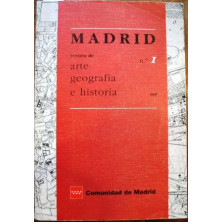 MADRID
revista de
arte
n.º 1
geografía
e historia
Comunidad de Madrid